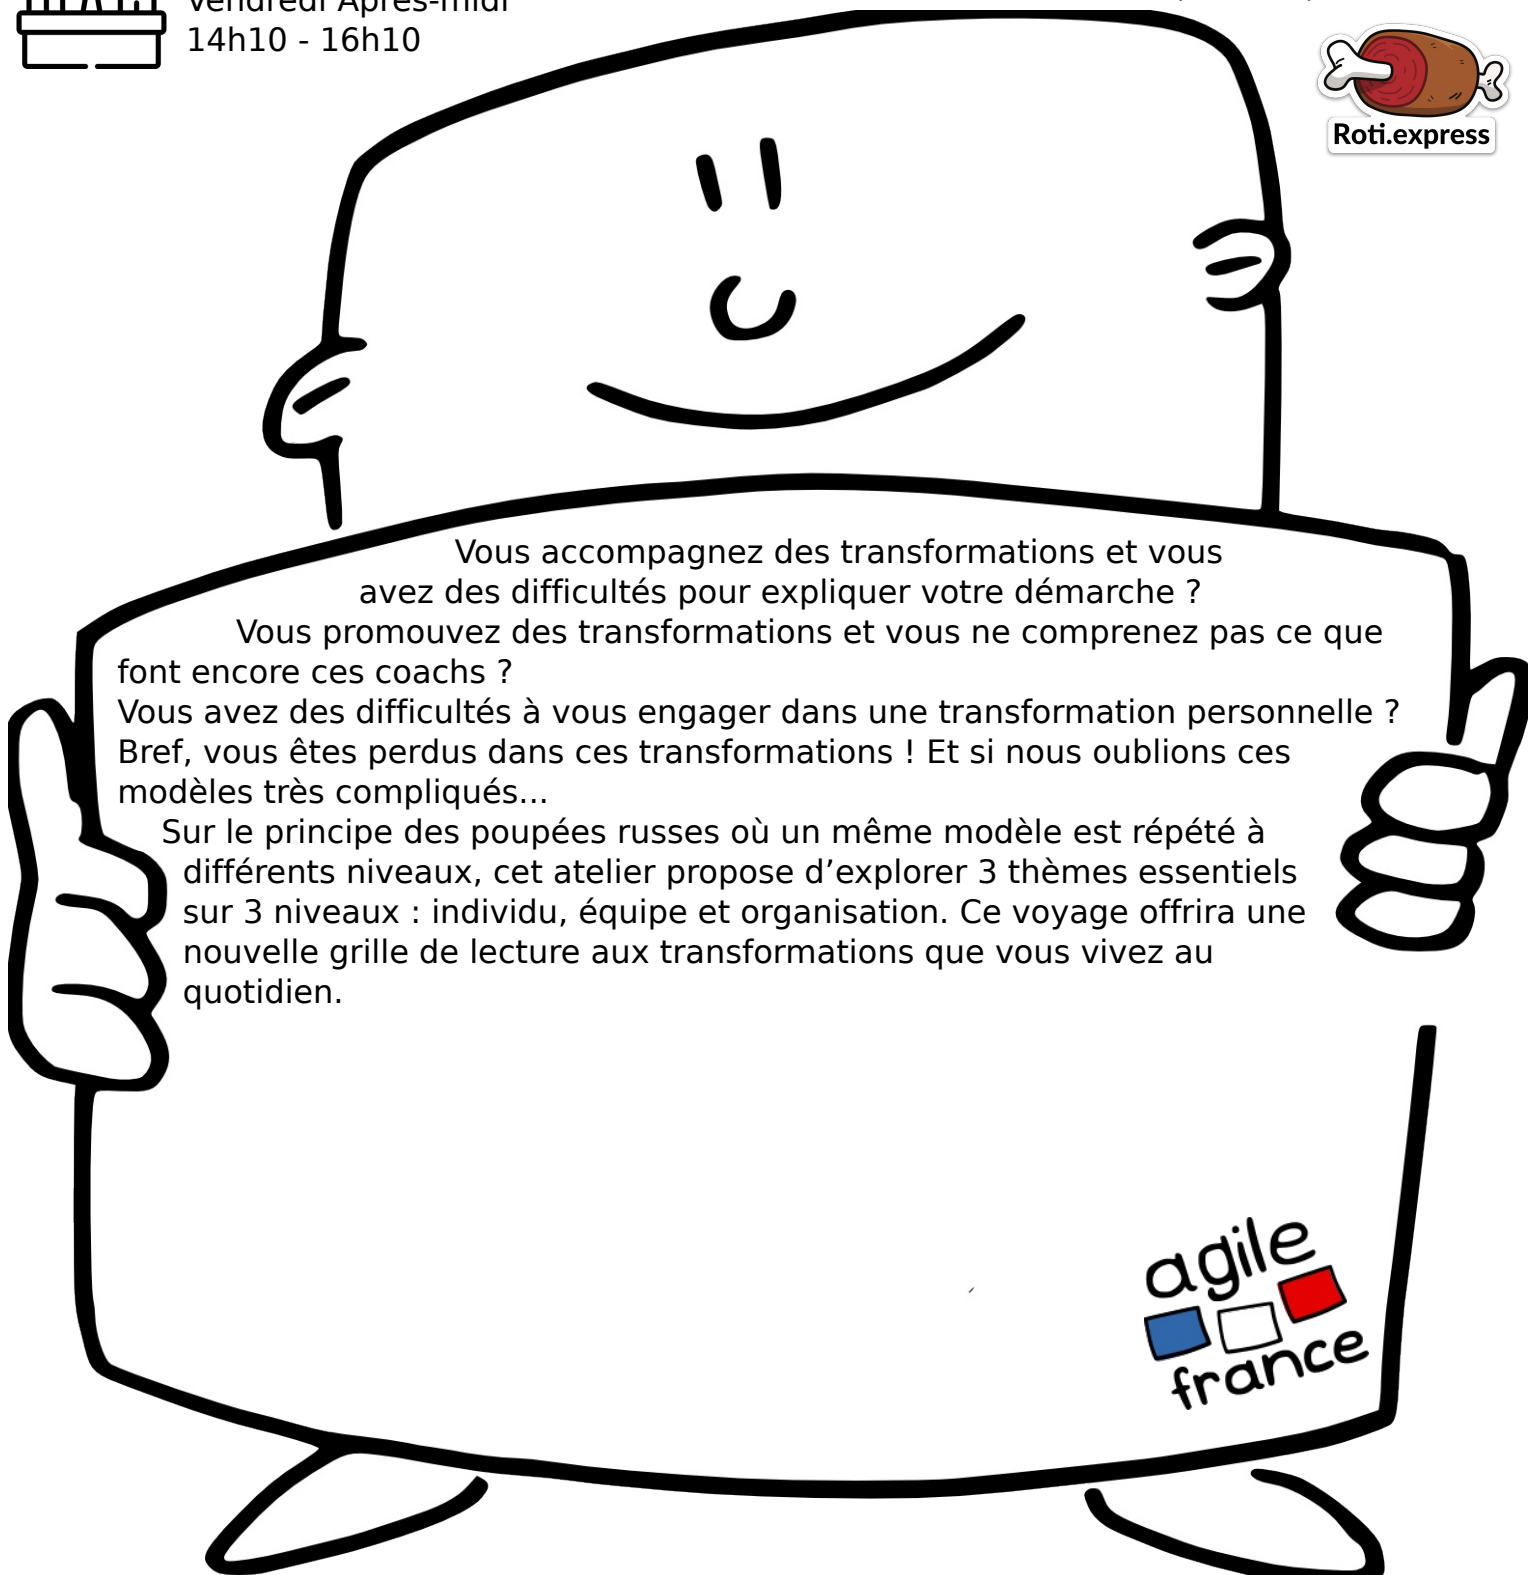 Vendredi Après-midi
14h10 - 16h10
Roti.express
Vous accompagnez des transformations et vous
avez des difficultés pour expliquer votre démarche ?
Vous promouvez des transformations et vous ne comprenez pas ce que
font encore ces coachs ?
Vous avez des difficultés à vous engager dans une transformation personnelle ?
Bref, vous êtes perdus dans ces transformations ! Et si nous oublions ces
modèles très compliqués...
Sur le principe des poupées russes où un même modèle est répété à
différents niveaux, cet atelier propose d’explorer 3 thèmes essentiels
sur 3 niveaux : individu, équipe et organisation. Ce voyage offrira une
nouvelle grille de lecture aux transformations que vous vivez au
quotidien.
agile
france